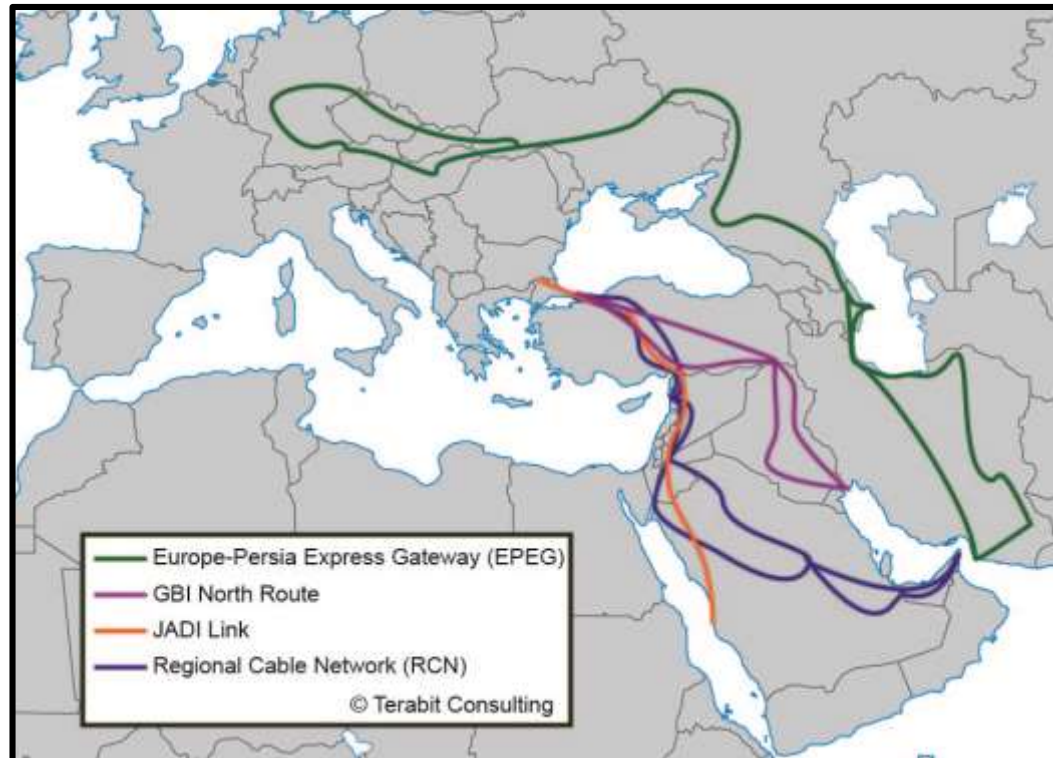 Europe-Persia Express Gateway (EPEG)
GBI North Route
JADI Link
Regional Cable Network (RCN)
© Terabit Consulting